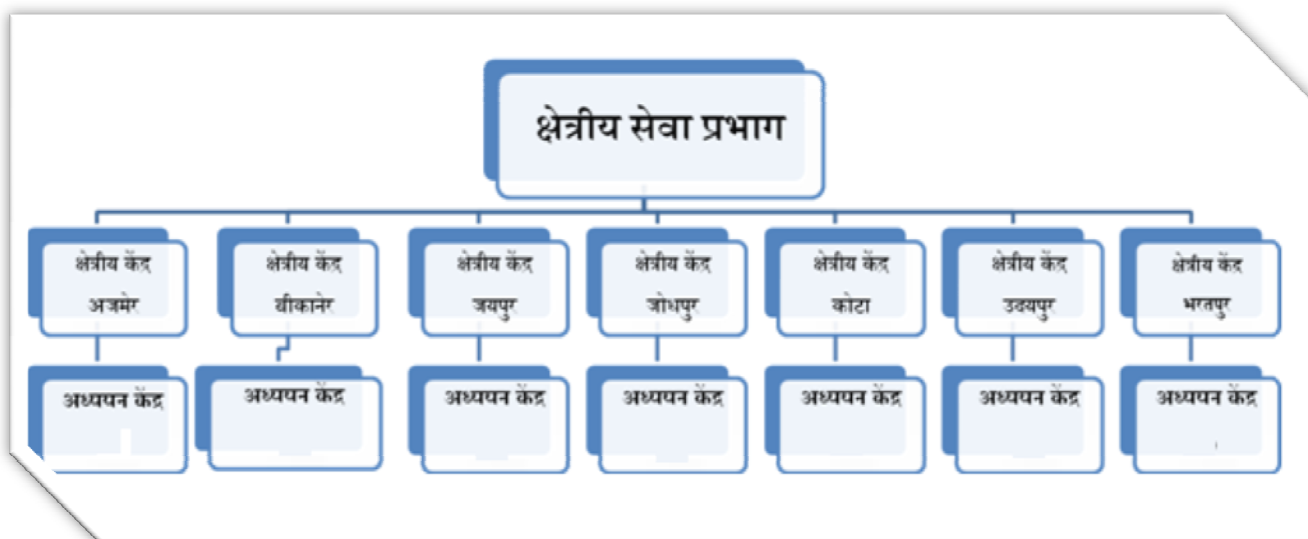 क्षेत्रीय सेवा प्रभाग
क्षेत्रीय केंद्र
अजमेर
क्षेत्रीय केंद्र
बीकानेर
क्षेत्रीय केंद्र
जयपुर
क्षेत्रीय केंद्र
जोधपुर
क्षेत्रीय केंद्र
कोटा
क्षेत्रीय केंद्र
उदयपुर
क्षेत्रीय केंद्र
भरतपुर
अध्ययन केंद्र
अध्ययन केंद्र
अध्ययन केंद्र
अध्ययन केंद्र
अध्ययन केंद्र
अध्ययन केंद्र
अध्ययन केंद्र